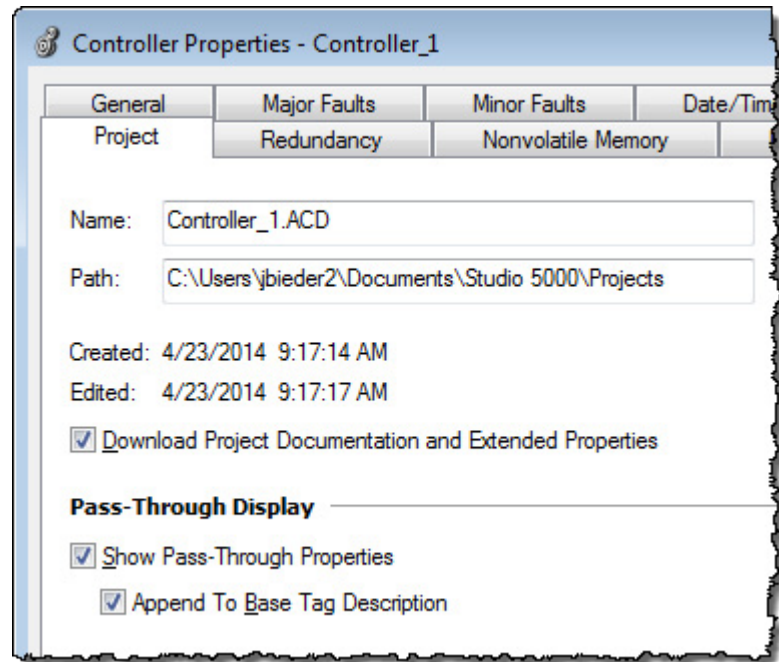 Controller Properties - Controller_1
General Major Faults Minor Faults Date/Tim
Project Redundancy Nonvolatile Memory
Name: Controller_1.ACD
Path: C:\Users\jbieder2\Documents\Studio 5000\Projects
Created: 4/23/2014 9:17:14 AM
Edited: 4/23/2014 9:17:17 AM
Download Project Documentation and Extended Properties
Pass-Through Display
Show Pass-Through Properties
Append To Base Tag Description